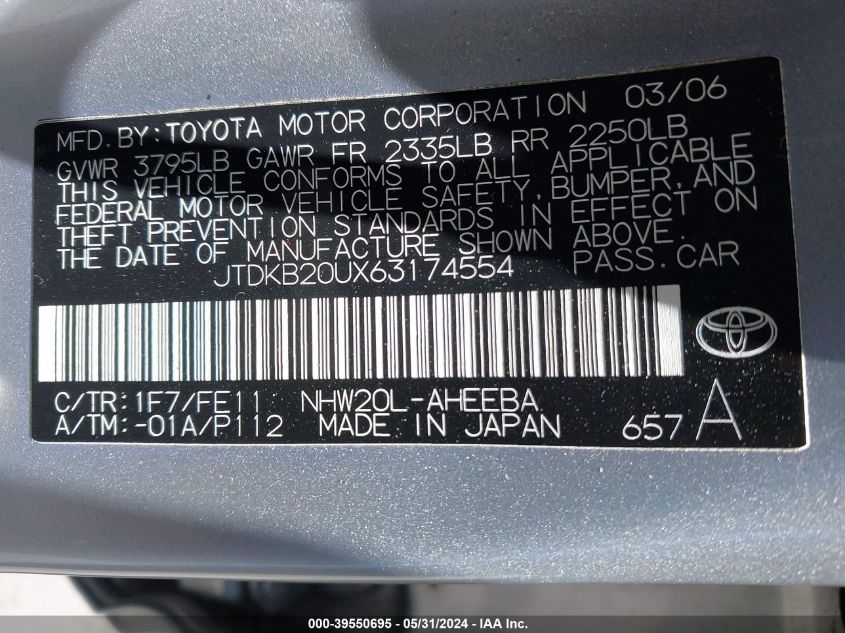 MFD. BY: TOYOTA MOTOR CORPORATION 03/06
GVWR 3795LB GAWR FR 2335LB RR 2250LB
THIS VEHICLE CONFORMS TO ALL APPLICABLE
FEDERAL MOTOR VEHICLE SAFETY, BUMPER, AND
THEFT PREVENTION STANDARDS IN EFFECT ON
THE DATE OF MANUFACTURE SHOWN ABOVE.
JTDKB20UX63174554 PASS. CAR
C/TR: 1F7/FE11 NHW20L-AHEEBA
A/TM: -01A/P112 MADE IN JAPAN 657 A
000-39550695 - 05/31/2024 - IAA Inc.